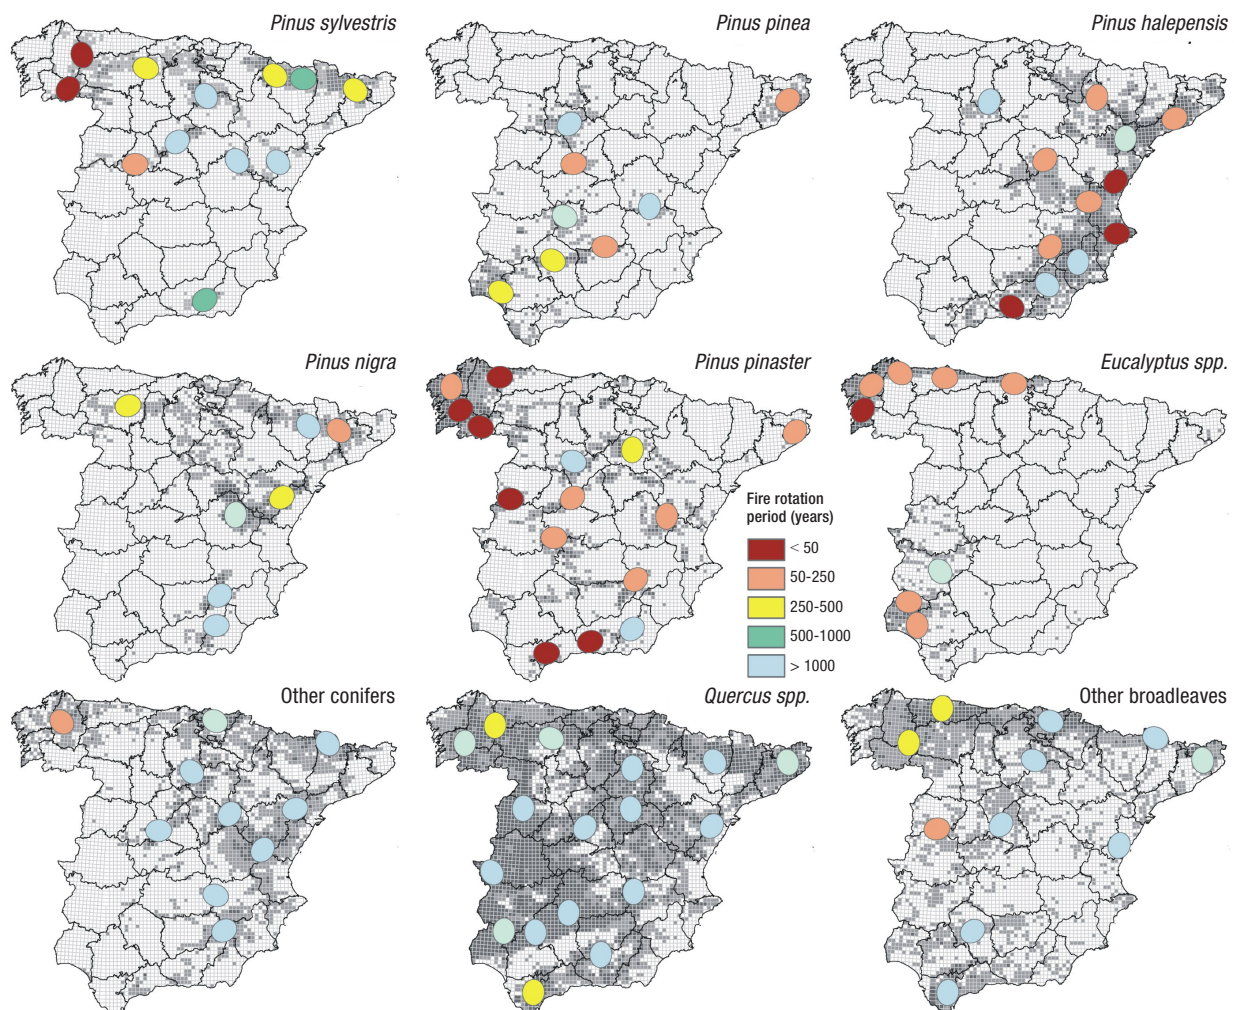 Pinus sylvestris
Pinus pinea
Pinus halepensis
Pinus nigra
Pinus pinaster
Eucalyptus spp.
Fire rotation
period (years)
< 50
50-250
250-500
500-1000
> 1000
Other conifers
Quercus spp.
Other broadleaves